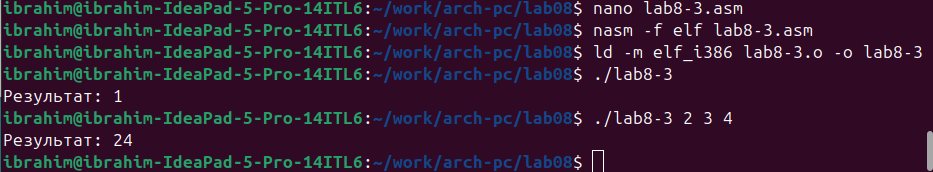 ibrahim@ibrahim-IdeaPad-5-Pro-14ITL6:~/work/arch-pc/lab08$ nano lab8-3.asm
ibrahim@ibrahim-IdeaPad-5-Pro-14ITL6:~/work/arch-pc/lab08$ nasm -f elf lab8-3.asm
ibrahim@ibrahim-IdeaPad-5-Pro-14ITL6:~/work/arch-pc/lab08$ ld -m elf_i386 lab8-3.o -o lab8-3
ibrahim@ibrahim-IdeaPad-5-Pro-14ITL6:~/work/arch-pc/lab08$ ./lab8-3
Результат: 1
ibrahim@ibrahim-IdeaPad-5-Pro-14ITL6:~/work/arch-pc/lab08$ ./lab8-3 2 3 4
Результат: 24
ibrahim@ibrahim-IdeaPad-5-Pro-14ITL6:~/work/arch-pc/lab08$